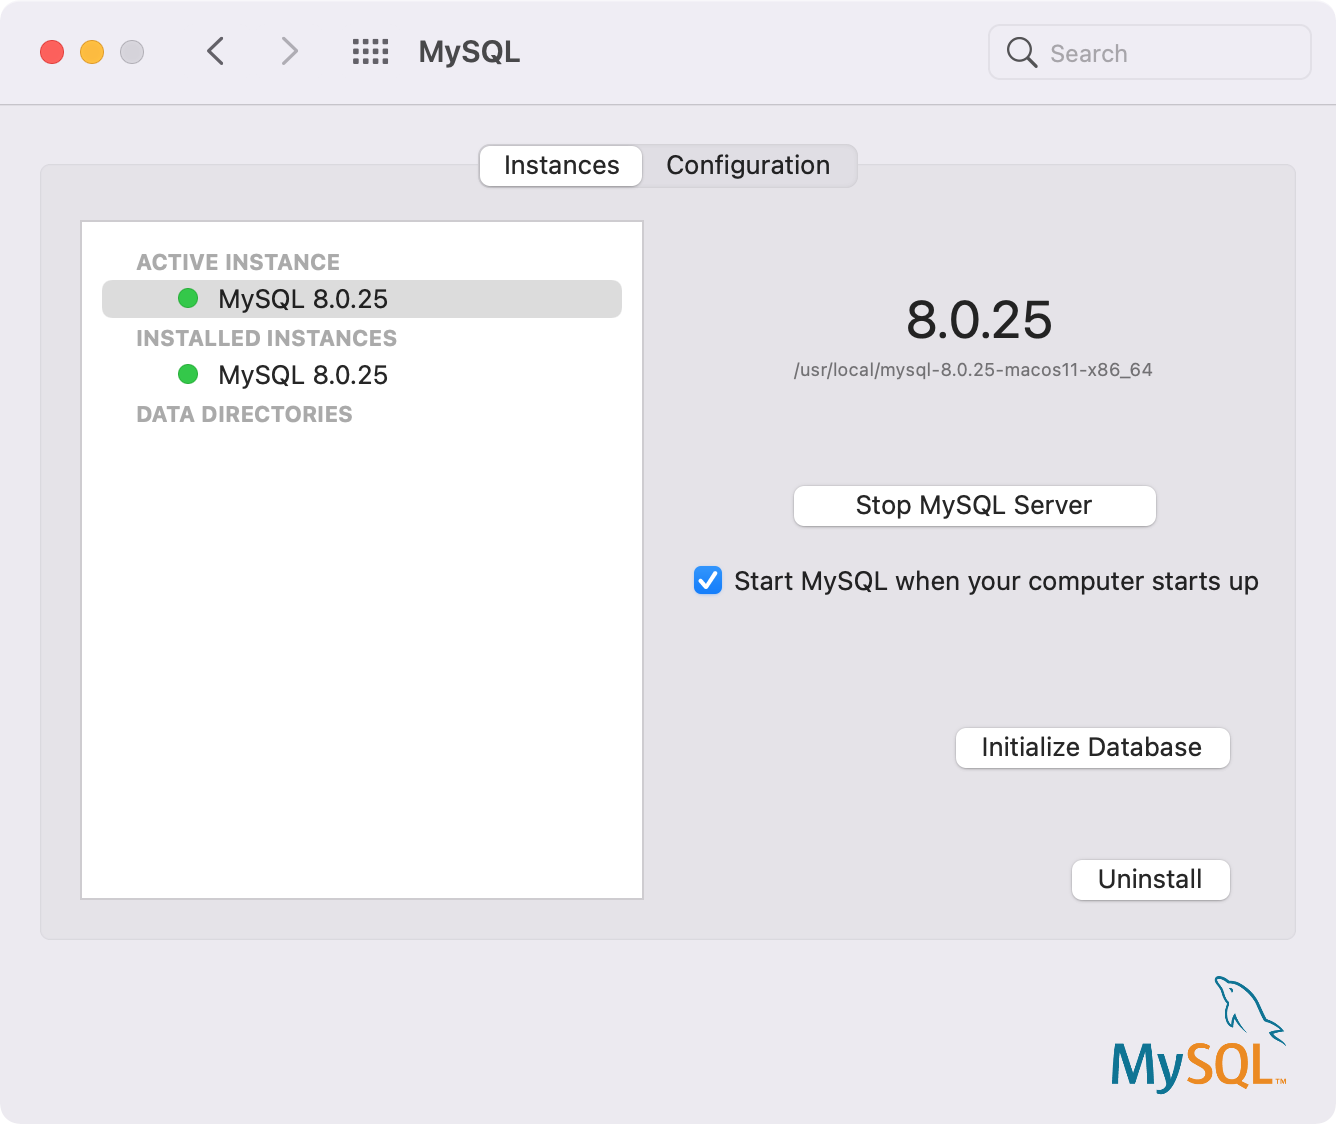 MySQL
Search
Instances
Configuration
ACTIVE INSTANCE
MySQL 8.0.25
INSTALLED INSTANCES
MySQL 8.0.25
DATA DIRECTORIES
8.0.25
/usr/local/mysql-8.0.25-macos11-x86_64
Stop MySQL Server
Start MySQL when your computer starts up
Initialize Database
Uninstall
MySQL™